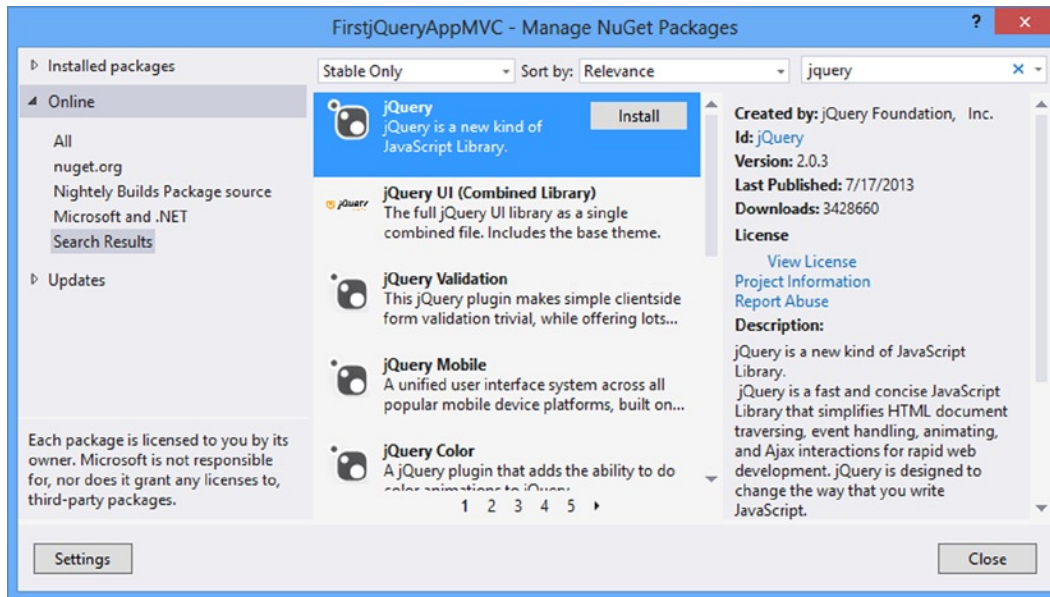 FirstjQueryAppMVC - Manage NuGet Packages
?
×
Installed packages
Online
All
nuget.org
Nightely Builds Package source
Microsoft and .NET
Search Results
Updates
Each package is licensed to you by its
owner. Microsoft is not responsible
for, nor does it grant any licenses to,
third-party packages.
Settings
Stable Only
Sort by: Relevance
jquery
jQuery
jQuery is a new kind of
JavaScript Library.
Install
jQuery
jQuery UI (Combined Library)
The full jQuery UI library as a single
combined file. Includes the base theme.
jQuery Validation
This jQuery plugin makes simple clientside
form validation trivial, while offering lots...
jQuery Mobile
A unified user interface system across all
popular mobile device platforms, built on...
jQuery Color
A jQuery plugin that adds the ability to do
color animations to jQuery
1 2 3 4 5
Created by: jQuery Foundation, Inc.
Id: jQuery
Version: 2.0.3
Last Published: 7/17/2013
Downloads: 3428660
License
View License
Project Information
Report Abuse
Description:
jQuery is a new kind of JavaScript
Library.
jQuery is a fast and concise JavaScript
Library that simplifies HTML document
traversing, event handling, animating,
and Ajax interactions for rapid web
development. jQuery is designed to
change the way that you write
JavaScript.
Close